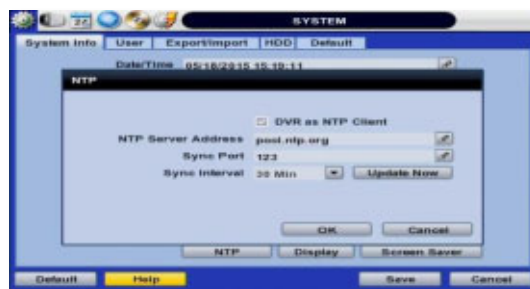 SYSTEM
System Info User Export/Import HDD Default
Date/Time 05/18/2015 15:19:11
NTP
DVR as NTP Client
NTP Server Address pool.ntp.org
Sync Port 123
Sync Interval 30 Min Update Now
OK Cancel
NTP Display Screen Saver
Default Help Save Cancel